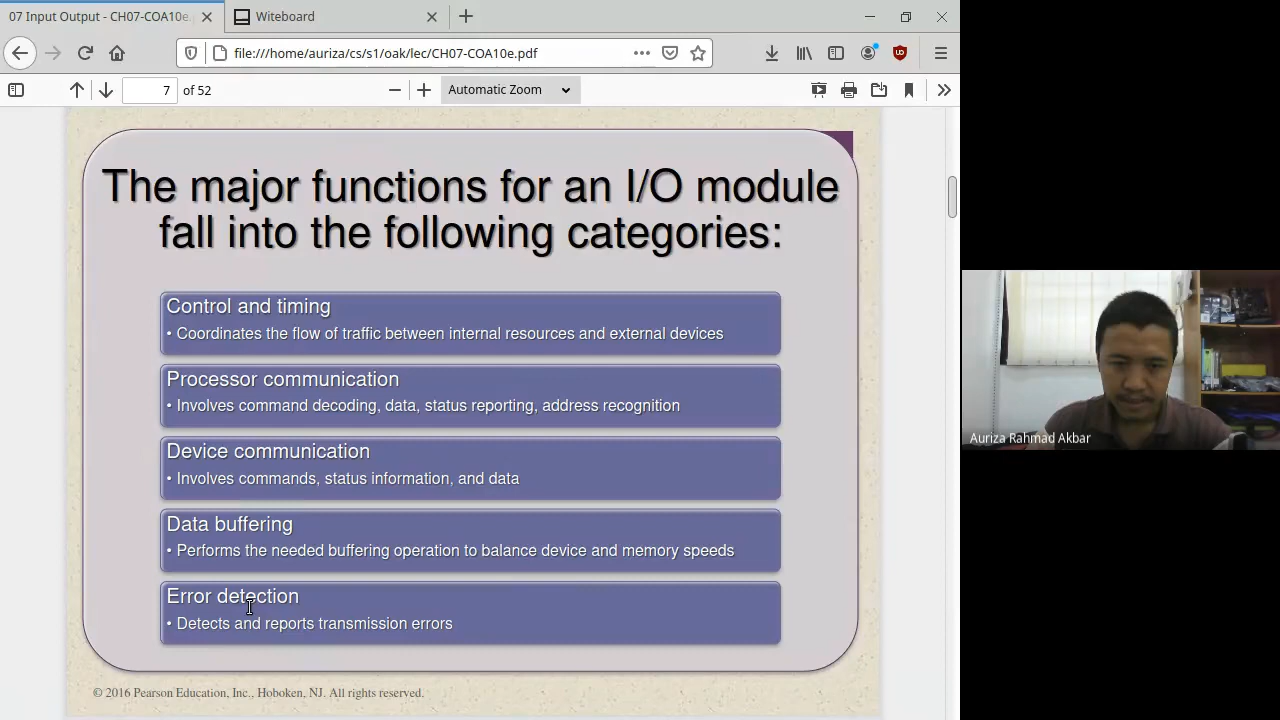 07 Input Output - CH07-COA10e.
Witeboard
file:///home/auriza/cs/s1/oak/lec/CH07-COA10e.pdf
7 of 52
Automatic Zoom
The major functions for an I/O module
fall into the following categories:
Control and timing
• Coordinates the flow of traffic between internal resources and external devices
Processor communication
• Involves command decoding, data, status reporting, address recognition
Device communication
• Involves commands, status information, and data
Data buffering
• Performs the needed buffering operation to balance device and memory speeds
Error detection
• Detects and reports transmission errors
© 2016 Pearson Education, Inc., Hoboken, NJ. All rights reserved.
Auriza Rahmad Akbar